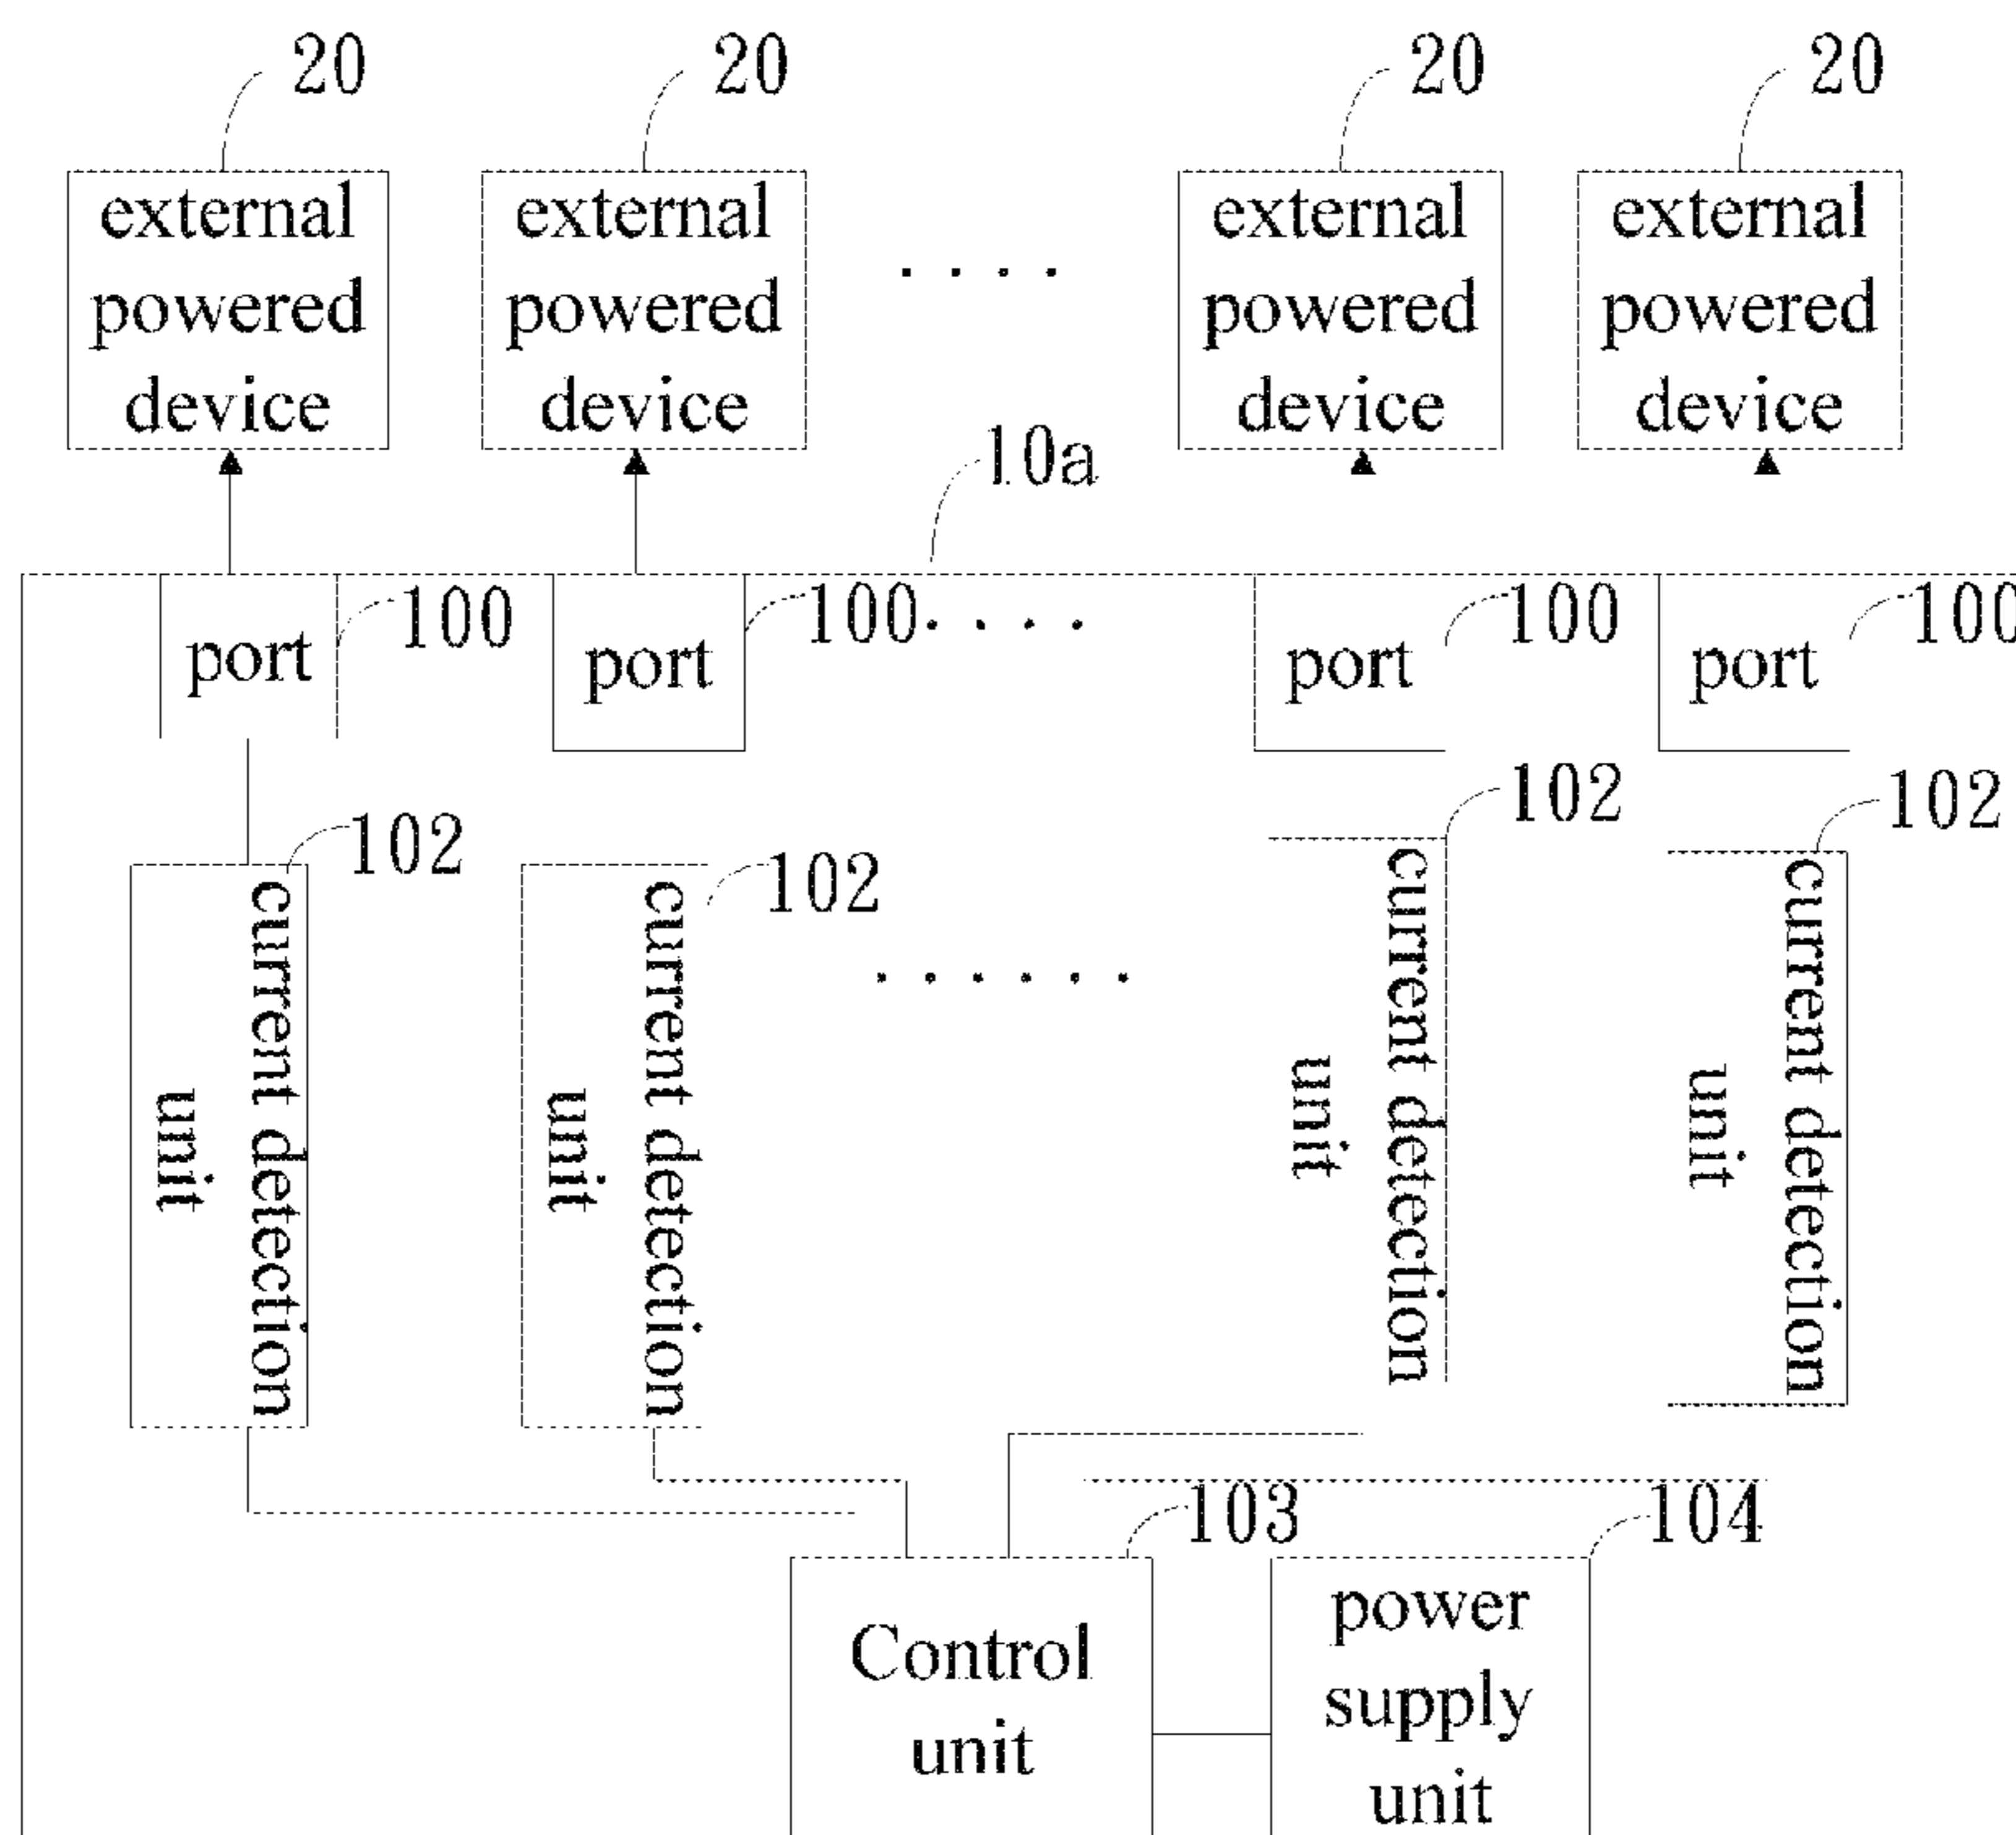 20 20 20 20
external external external external
powered powered powered powered
device device device device
10a
100 100 100 100
port port port port
102 102 102 102
current detection
unit
current detection
unit
current detection
unit
current detection
unit
103 104
Control
unit
power
supply
unit